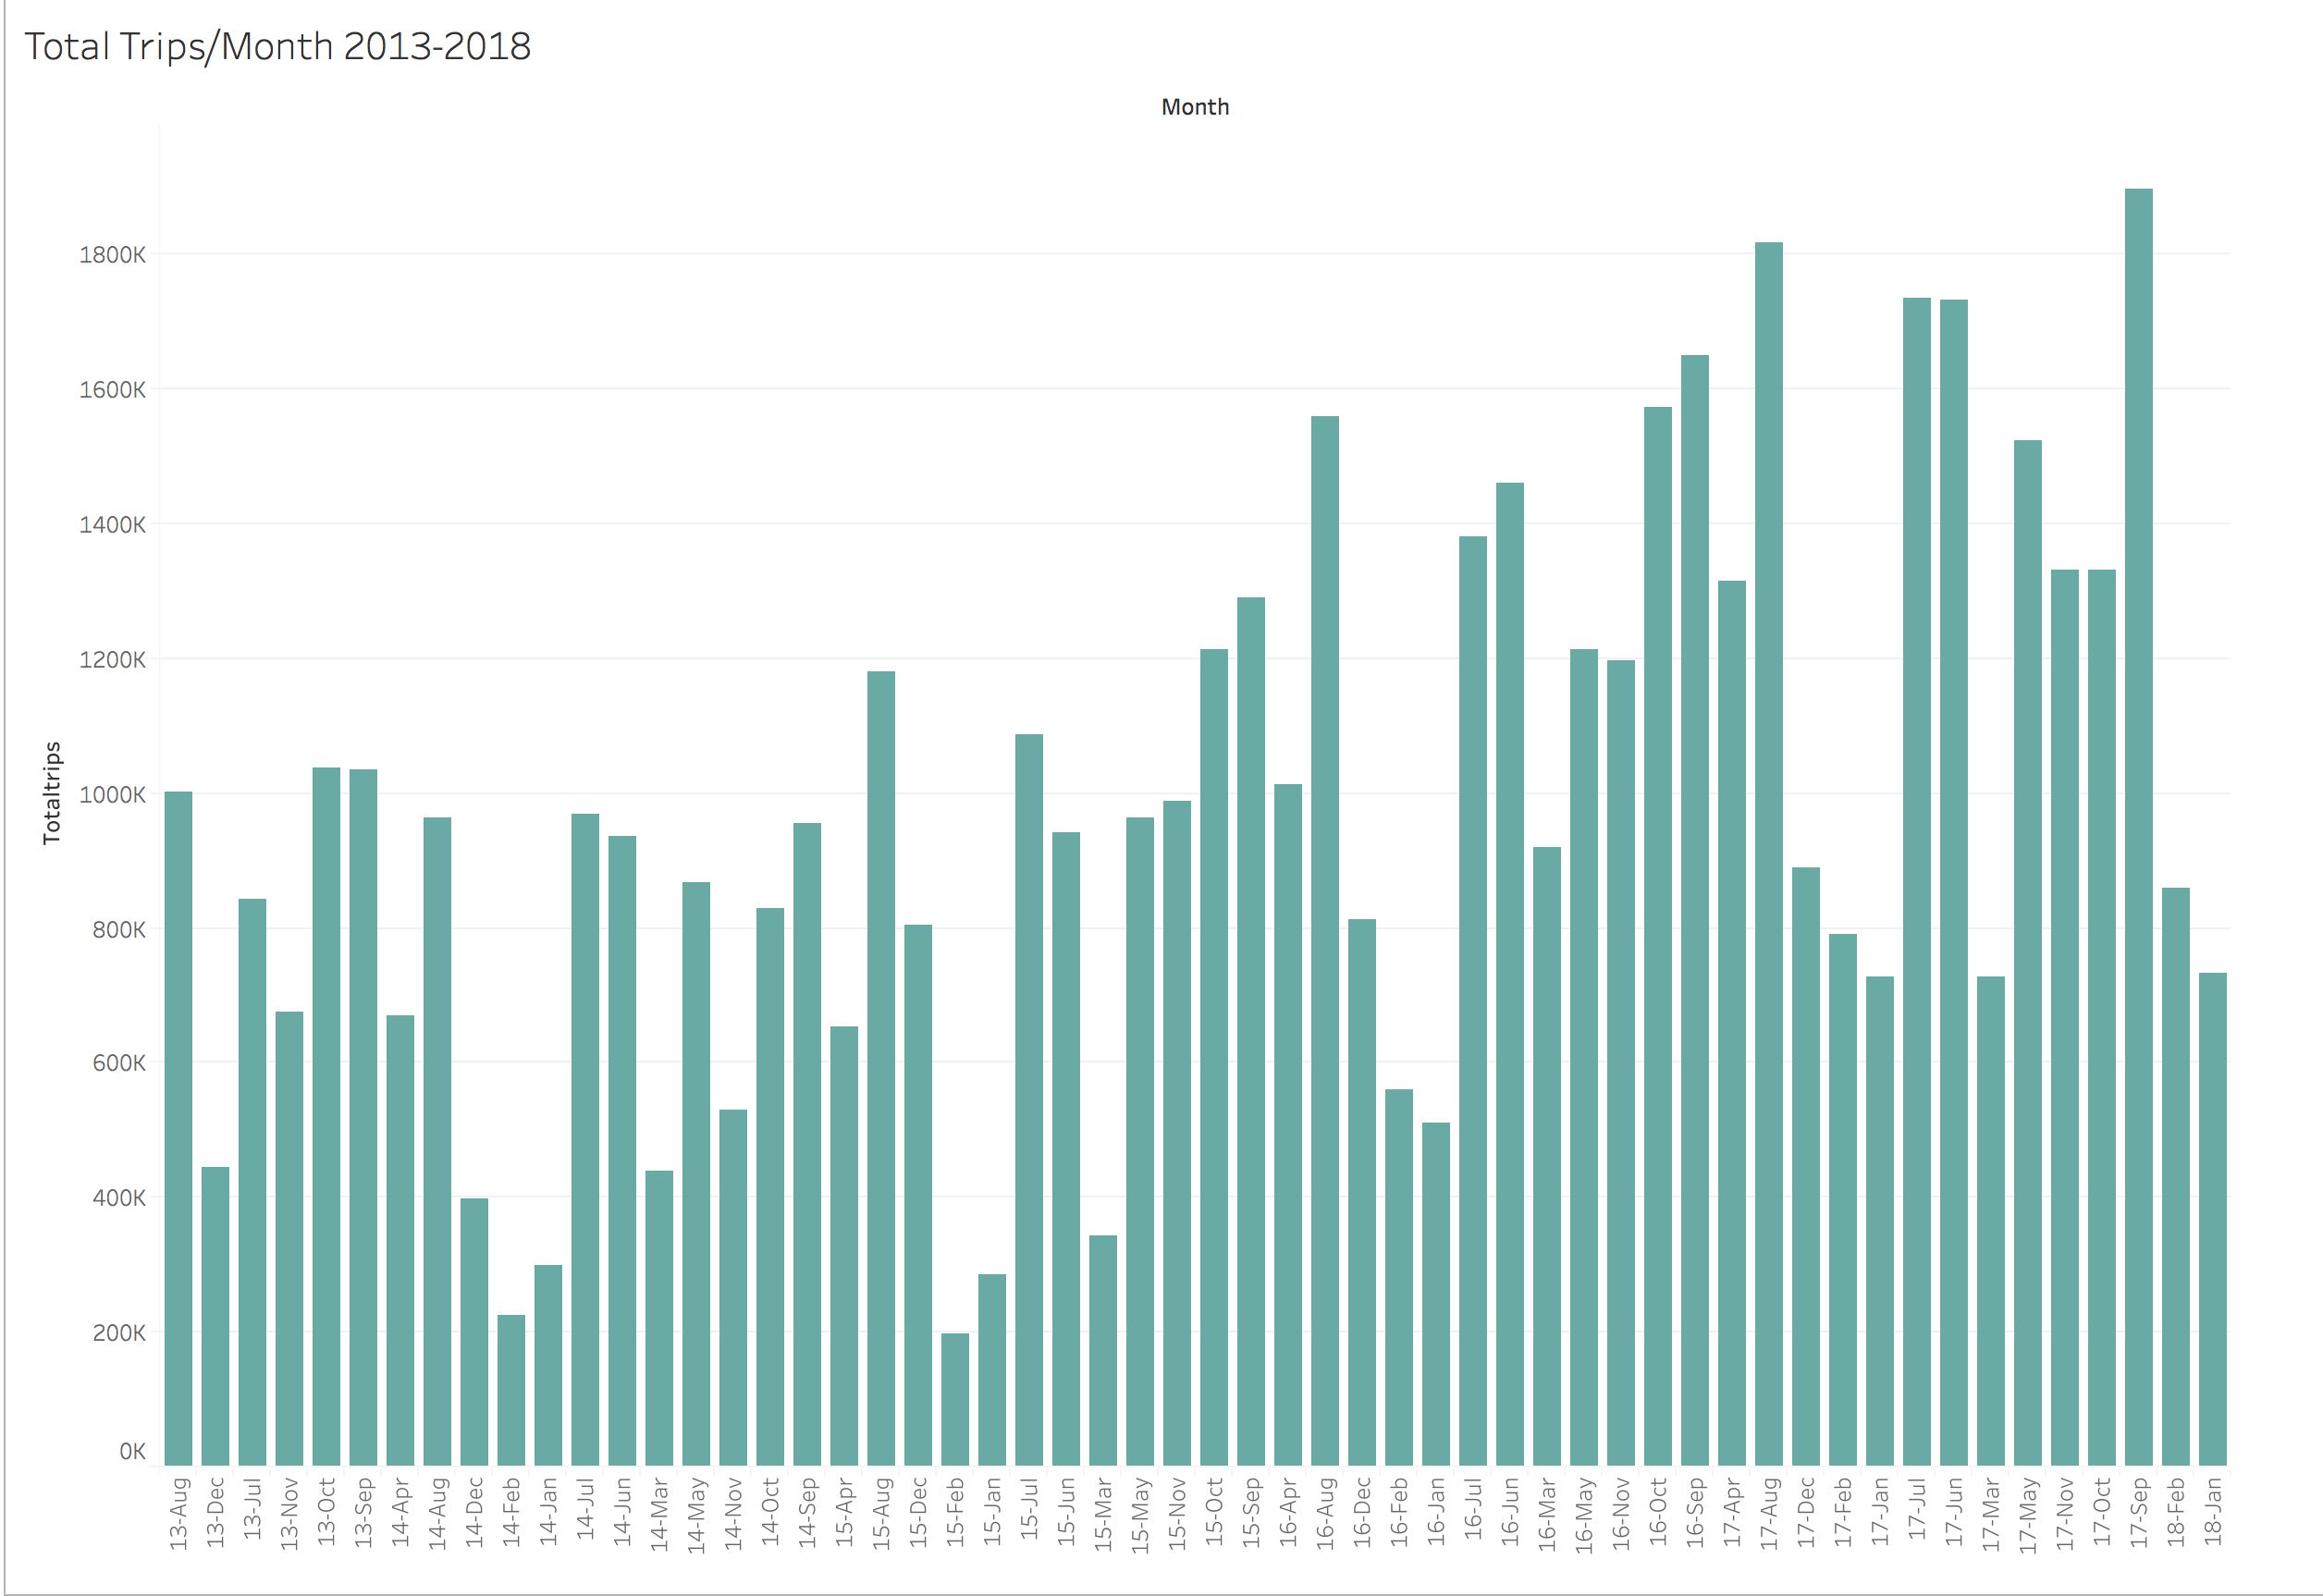 Total Trips/Month 2013-2018
Month
Totaltrips
1800K
1600K
1400K
1200K
1000K
800K
600K
400K
200K
0K
13-Aug
13-Dec
13-Jul
13-Nov
13-Oct
13-Sep
14-Apr
14-Aug
14-Dec
14-Feb
14-Jan
14-Jul
14-Jun
14-Mar
14-May
14-Nov
14-Oct
14-Sep
15-Apr
15-Aug
15-Dec
15-Feb
15-Jan
15-Jul
15-Jun
15-Mar
15-May
15-Nov
15-Oct
15-Sep
16-Apr
16-Aug
16-Dec
16-Feb
16-Jan
16-Jul
16-Jun
16-Mar
16-May
16-Nov
16-Oct
16-Sep
17-Apr
17-Aug
17-Dec
17-Feb
17-Jan
17-Jul
17-Jun
17-Mar
17-May
17-Nov
17-Oct
17-Sep
18-Feb
18-Jan